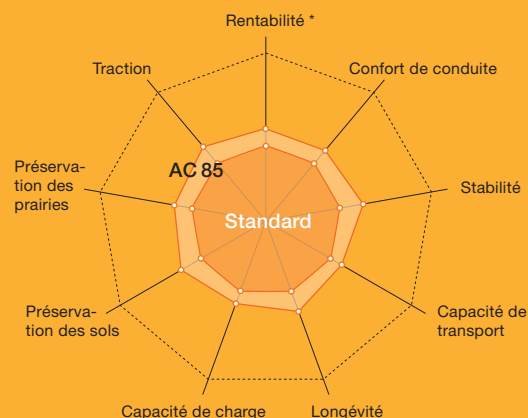 Rentabilité *
Traction
Confort de conduite
AC 85
Préserva-
tion des
prairies
Stabilité
Standard
Préserva-
tion des sols
Capacité de
transport
Capacité de charge
Longévité